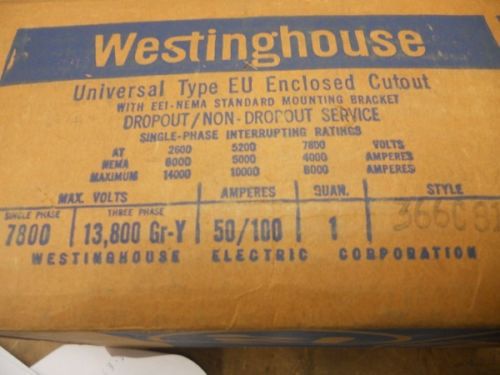 Westinghouse
Universal Type EU Enclosed Cutout
WITH EEI-NEMA STANDARD MOUNTING BRACKET
DROPOUT/NON-DROPOUT SERVICE
SINGLE-PHASE INTERRUPTING RATINGS
AT 2600 5200 7800 VOLTS
NEMA 6000 5000 4000 AMPERES
MAXIMUM 14000 10000 8000 AMPERES
MAX. VOLTS AMPERES QUAN. STYLE
SINGLE PHASE THREE PHASE
7800 13,800 Gr-Y 50/100 1
WESTINGHOUSE ELECTRIC CORPORATION